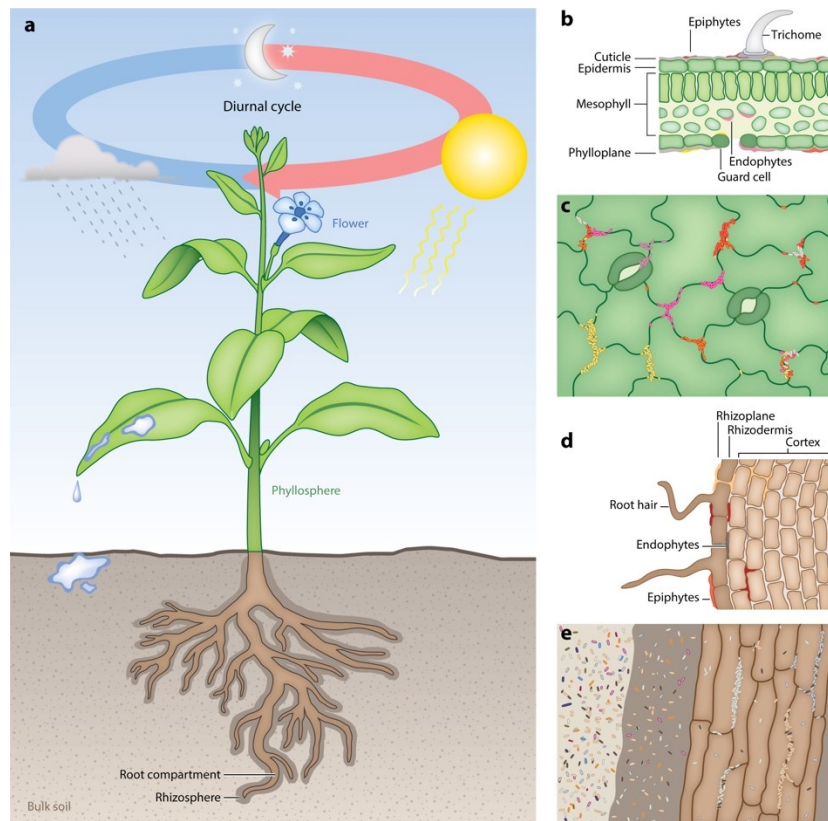 a
Diurnal cycle
Flower
Phyllosphere
Root compartment
Rhizosphere
Bulk soil
b
Epiphytes
Trichome
Cuticle
Epidermis
Mesophyll
Phylloplane
Endophytes
Guard cell
c
d
Rhizoplane
Rhizodermis
Cortex
Root hair
Endophytes
Epiphytes
e